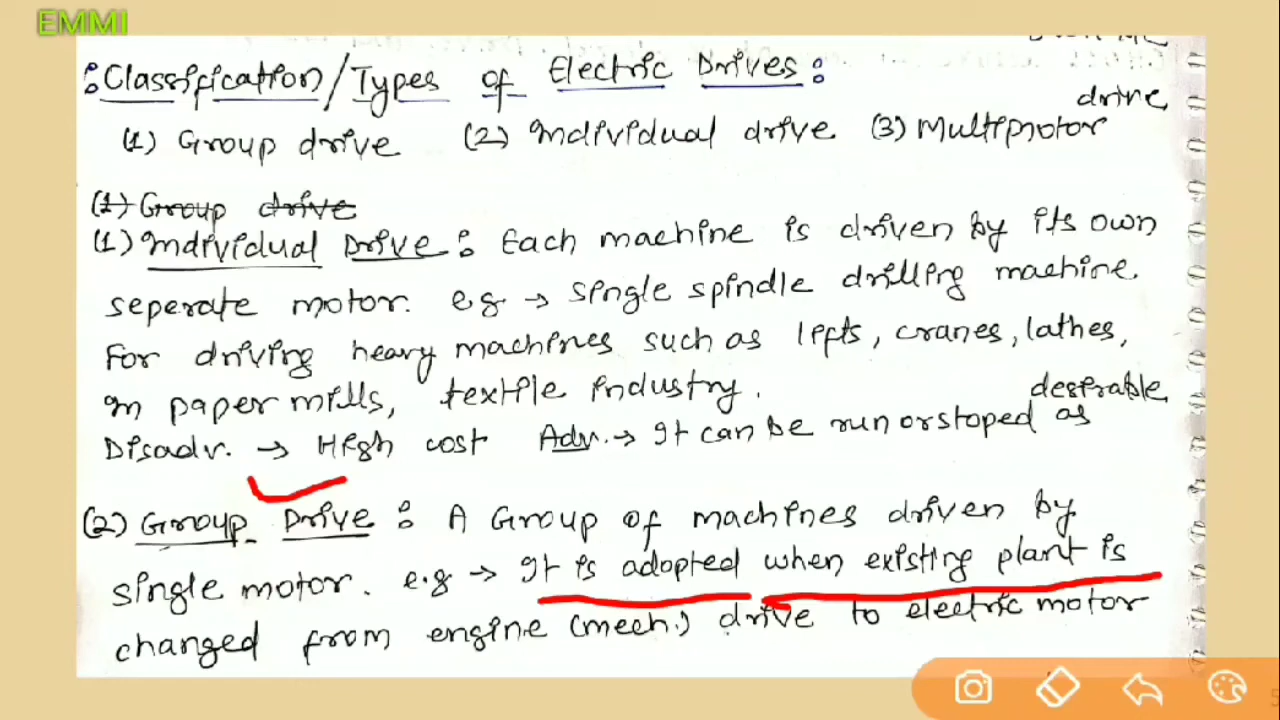 EMMI
:Classification/Types of Electric Drives:
(1) Group drive (2) Individual drive (3) Multimotor drive
(1) Group drive
(1) Individual Drive: Each machine is driven by its own
seperate motor. e.g → single spindle drilling machine
For driving heavy machines such as lifts, cranes, lathes,
In paper mills, textile industry.
Disadv. → High cost Adv. → It can be run or stoped as desirable
(2) Group Drive: A Group of machines driven by
single motor. e.g → It is adopted when existing plant is
changed from engine (mech.) drive to electric motor